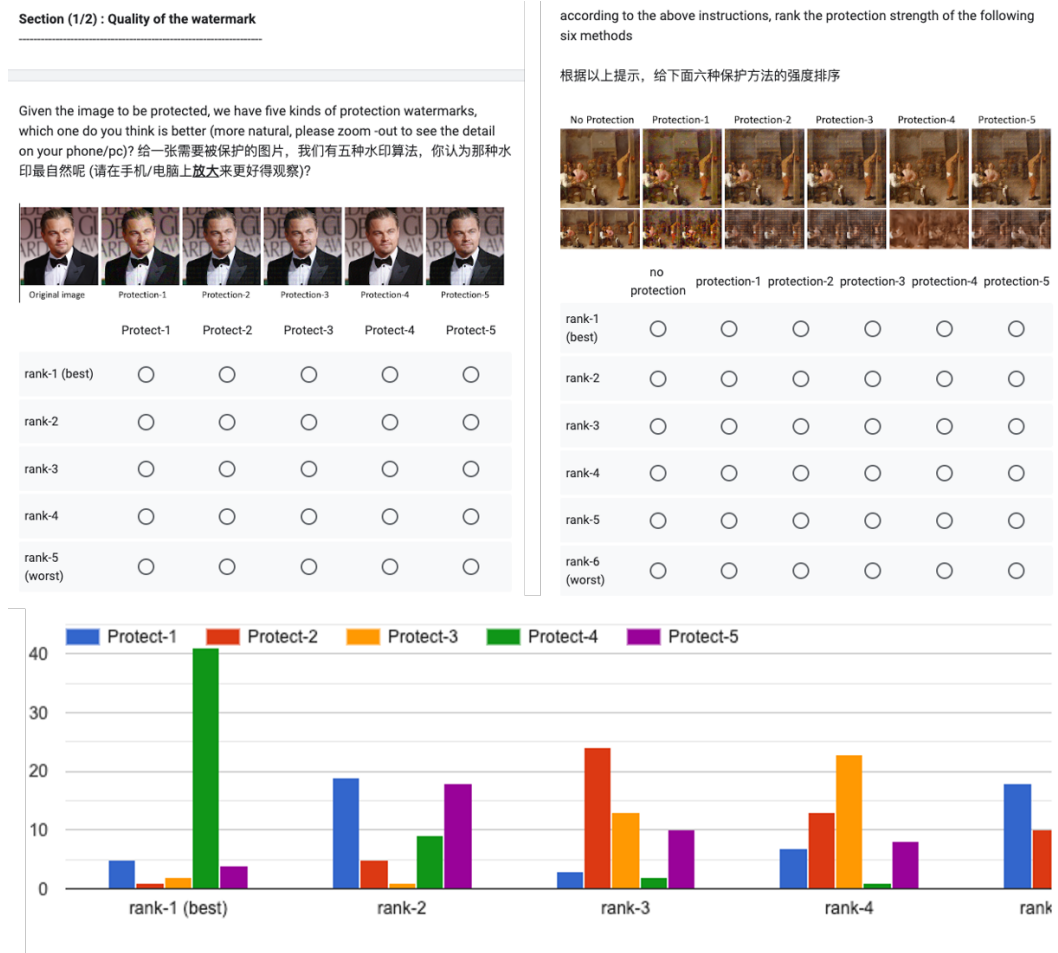 Section (1/2) : Quality of the watermark
--------------------------------------------------------------------------------
Given the image to be protected, we have five kinds of protection watermarks,
which one do you think is better (more natural, please zoom -out to see the detail
on your phone/pc)? 给一张需要被保护的图片，我们有五种水印算法，你认为那种水
印最自然呢 (请在手机/电脑上放大来更好得观察)?
Original image Protection-1 Protection-2 Protection-3 Protection-4 Protection-5
Protect-1 Protect-2 Protect-3 Protect-4 Protect-5
rank-1 (best)
rank-2
rank-3
rank-4
rank-5
(worst)
according to the above instructions, rank the protection strength of the following
six methods
根据以上提示，给下面六种保护方法的强度排序
No Protection Protection-1 Protection-2 Protection-3 Protection-4 Protection-5
no
protection protection-1 protection-2 protection-3 protection-4 protection-5
rank-1
(best)
rank-2
rank-3
rank-4
rank-5
rank-6
(worst)
Protect-1 Protect-2 Protect-3 Protect-4 Protect-5
40
30
20
10
0
rank-1 (best) rank-2 rank-3 rank-4 rank